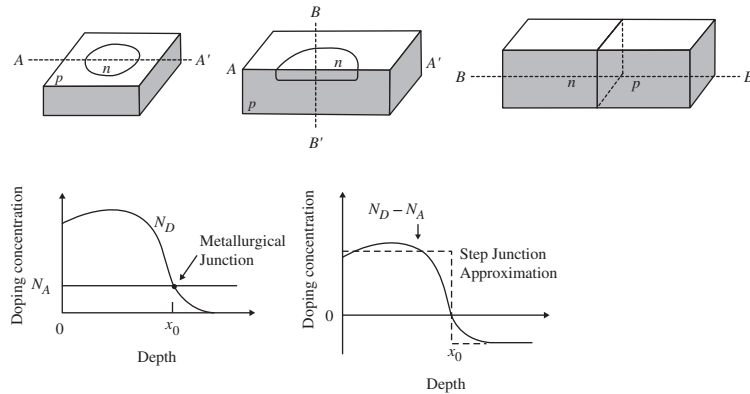 A
A′
n
p
B
A
A′
n
p
B′
B
n
p
B
Doping concentration
N_D
Metallurgical
Junction
N_A
0
x_0
Depth
Doping concentration
N_D – N_A
Step Junction
Approximation
0
x_0
Depth